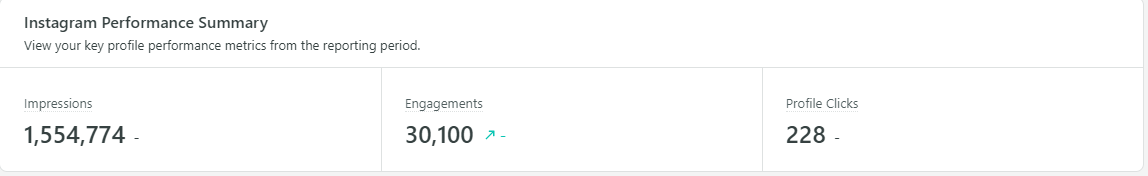 Instagram Performance Summary
View your key profile performance metrics from the reporting period.
Impressions
1,554,774 -
Engagements
30,100 ↗ -
Profile Clicks
228 -